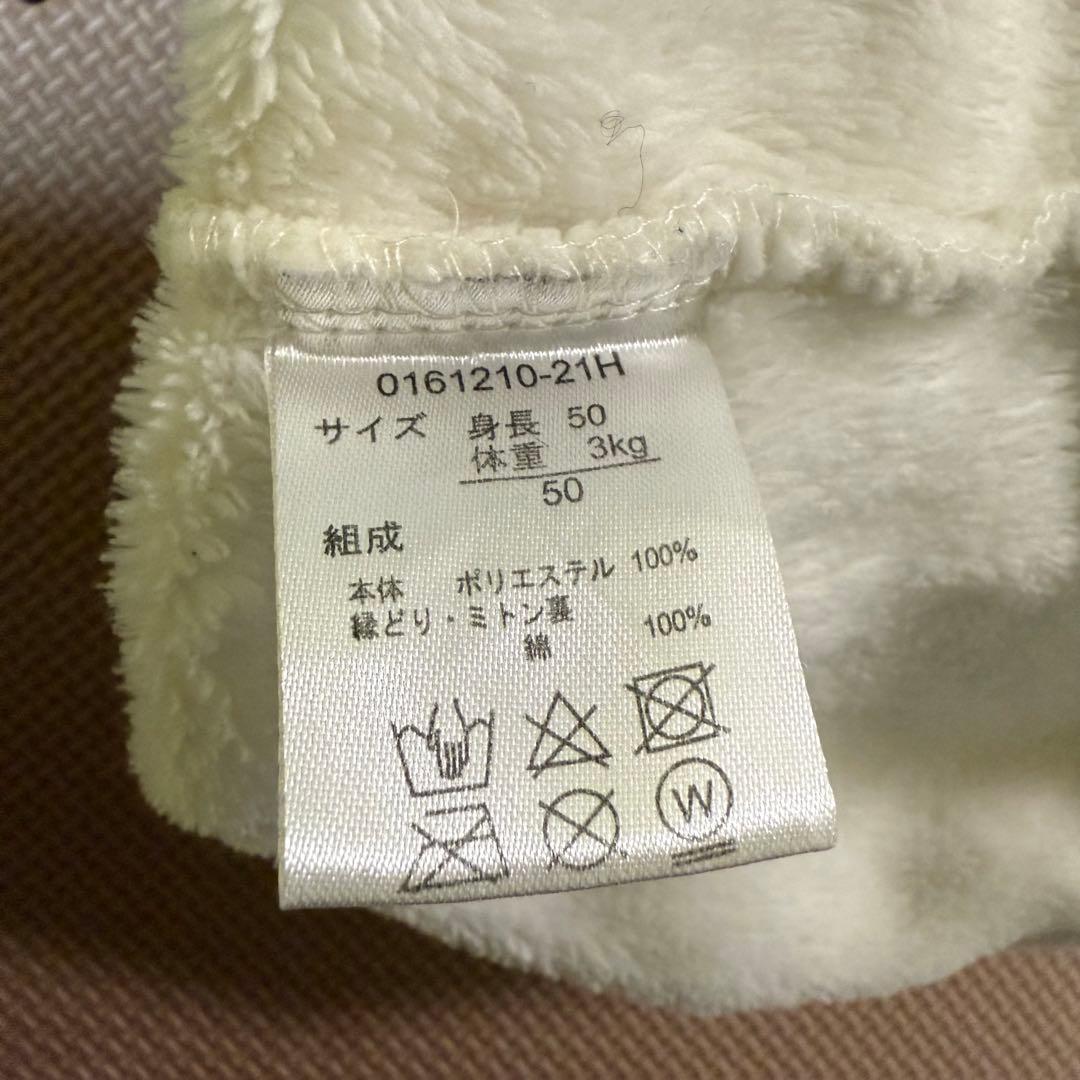 0161210-21H
サイズ 身長 50
体重 3kg
50
組成
本体 ポリエステル 100%
縁どり・ミトン裏
綿 100%
W